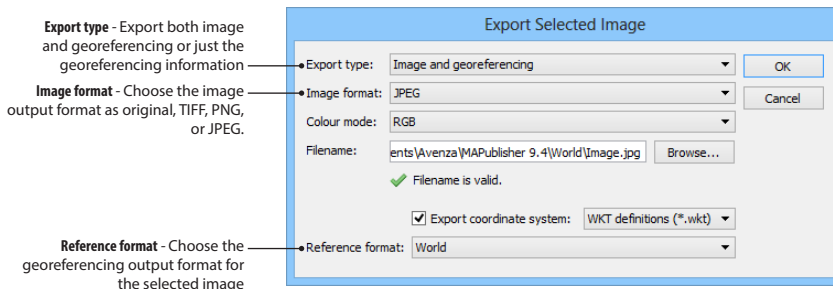 Export type - Export both image
and georeferencing or just the
georeferencing information
Image format - Choose the image
output format as original, TIFF, PNG,
or JPEG.
Reference format - Choose the
georeferencing output format for
the selected image
Export Selected Image
Export type: Image and georeferencing OK
Image format: JPEG Cancel
Colour mode: RGB
Filename: ents\Avenza\MAPublisher 9.4\World\Image.jpg Browse...
Filename is valid.
Export coordinate system: WKT definitions (*.wkt)
Reference format: World